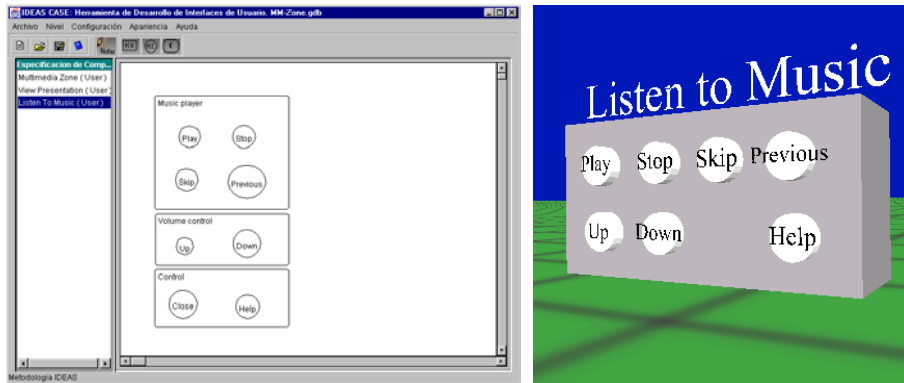 IDEAS CASE: Herramienta de Desarrollo de Interfaces de Usuario. MM-Zone.gdb
Archivo Nivel Configuración Apariencia Ayuda
Especificacion de Comp...
Multimedia Zone ( User )
View Presentation ( User )
Listen To Music ( User )
Music player
Play Stop
Skip Previous
Volume control
Up Down
Control
Close Help
Metodologia IDEAS
Listen to Music
Play Stop Skip Previous
Up Down Help